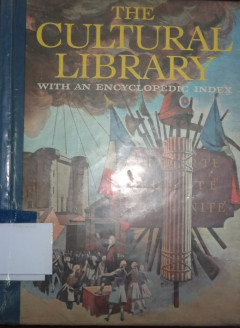 THE
CULTURAL
LIBRARY
WITH AN ENCYCLOPEDIC INDEX